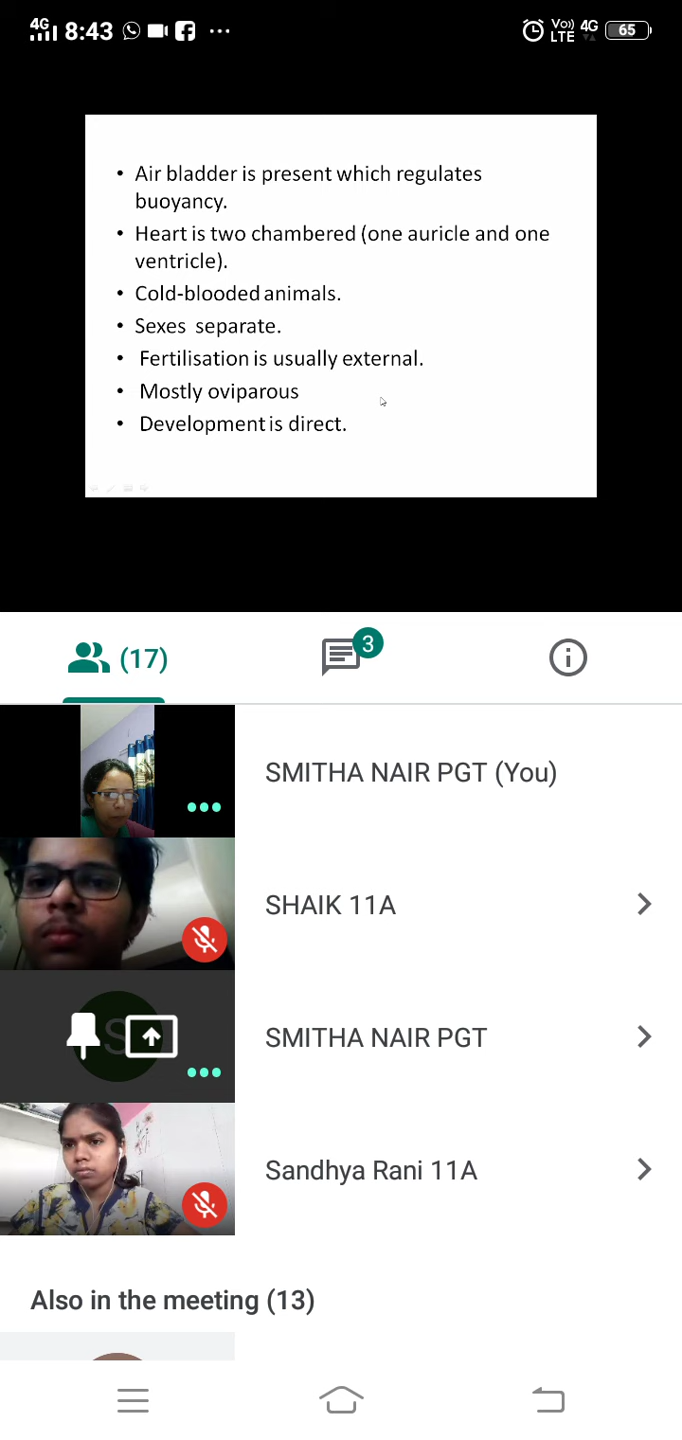 4G 8:43 ... Vo) LTE 4G 65
• Air bladder is present which regulates
buoyancy.
• Heart is two chambered (one auricle and one
ventricle).
• Cold-blooded animals.
• Sexes separate.
• Fertilisation is usually external.
• Mostly oviparous
• Development is direct.
(17)
3
SMITHA NAIR PGT (You)
SHAIK 11A
S
SMITHA NAIR PGT
Sandhya Rani 11A
Also in the meeting (13)